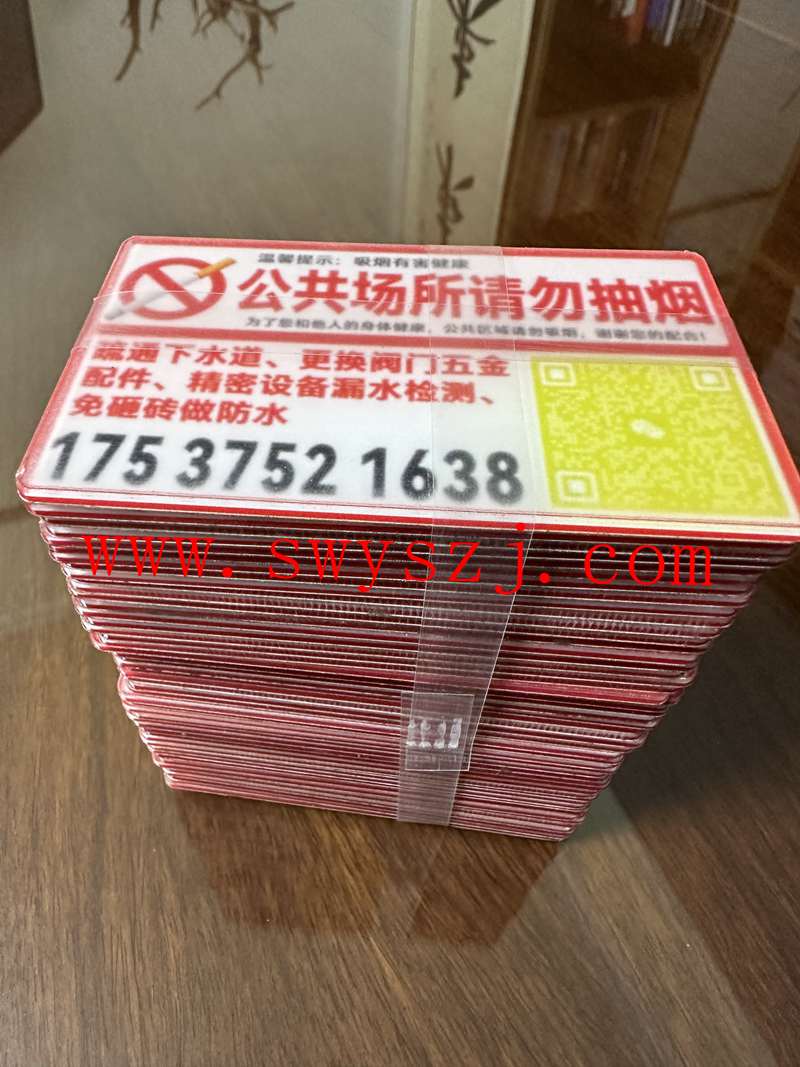 温馨提示：吸烟有害健康
公共场所请勿抽烟
为了您和他人的身体健康，公共区域请勿吸烟，谢谢您的配合！
疏通下水道、更换阀门五金
配件、精密设备漏水检测、
免砸砖做防水
175 3752 1638
www.swyszj.com